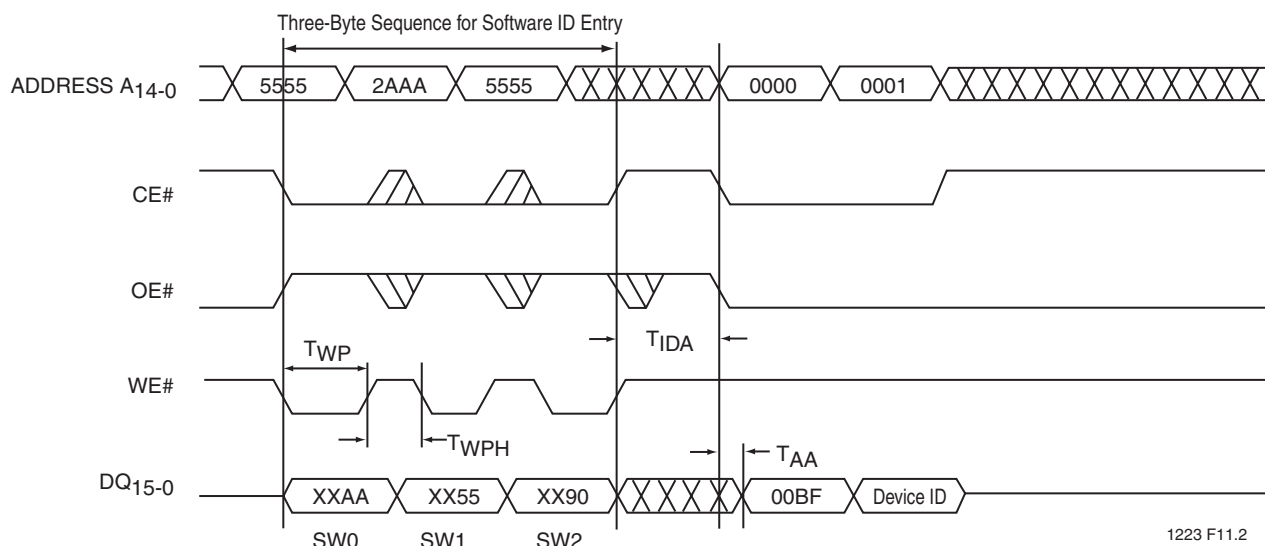 Three-Byte Sequence for Software ID Entry
ADDRESS A14-0
5555 2AAA 5555 0000 0001
CE#
OE#
TIDA
TWP
WE#
TWPH
TAA
DQ15-0
XXAA XX55 XX90 00BF Device ID
SW0 SW1 SW2
1223 F11.2